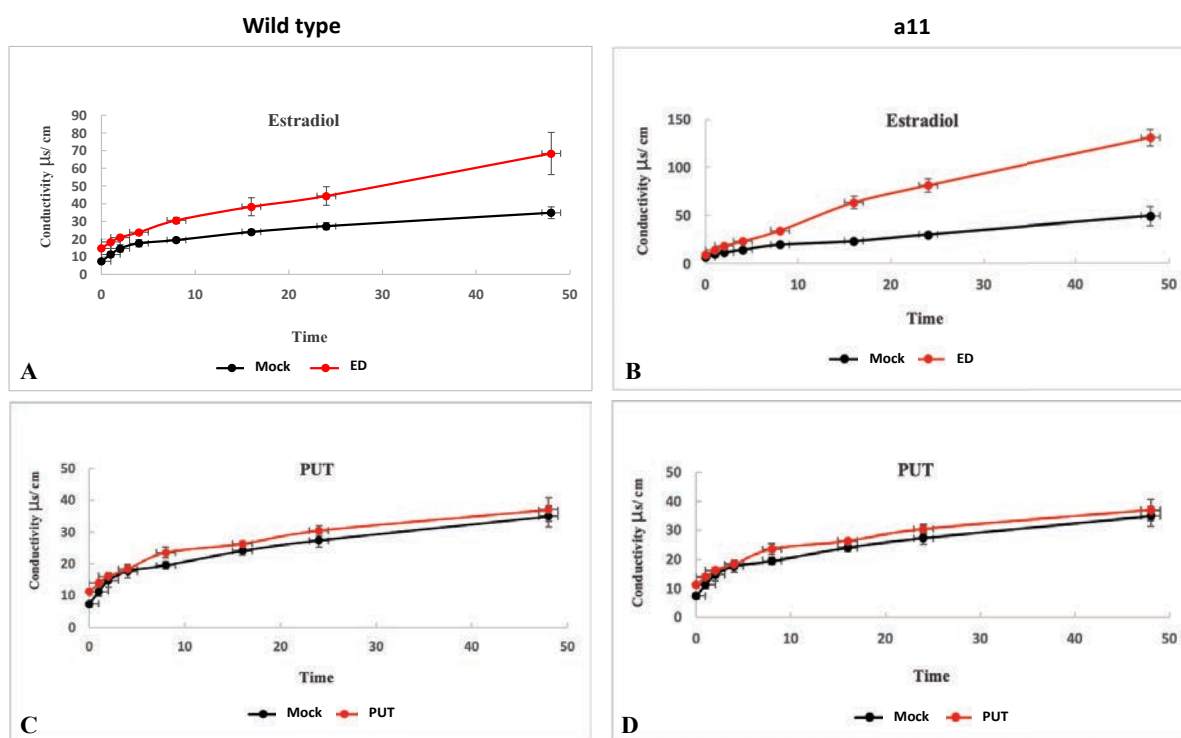 Wild type
a11
Estradiol
Conductivity µs/ cm
90
80
70
60
50
40
30
20
10
0
0 10 20 30 40 50
Time
Mock ED
A
Estradiol
Conductivity µs/ cm
150
100
50
0
0 10 20 30 40 50
Time
Mock ED
B
PUT
Conductivity µs/ cm
50
40
30
20
10
0
0 10 20 30 40 50
Time
Mock PUT
C
PUT
Conductivity µs/ cm
50
40
30
20
10
0
0 10 20 30 40 50
Time
Mock PUT
D